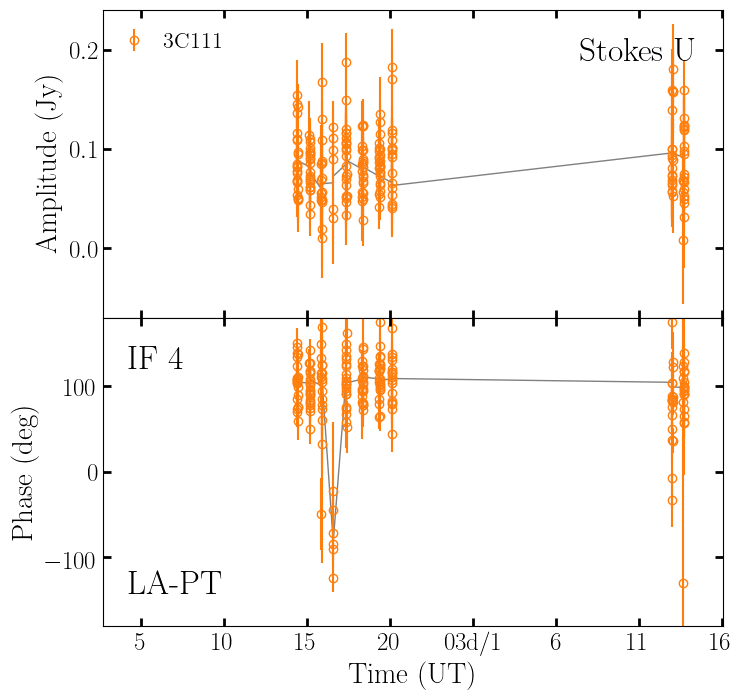 3C111
Stokes U
0.2
0.1
0.0
Amplitude (Jy)
IF 4
100
0
−100
Phase (deg)
LA-PT
5 10 15 20 03d/1 6 11 16
Time (UT)